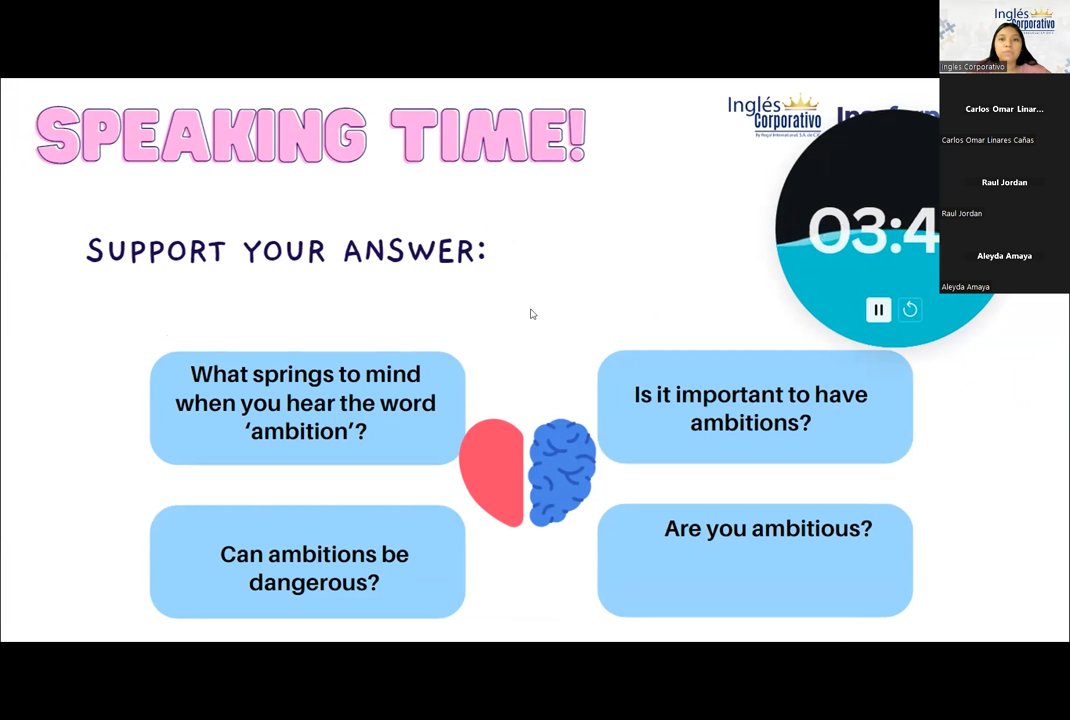 SPEAKING TIME!
Inglés
Corporativo
SUPPORT YOUR ANSWER:
03:4
What springs to mind
when you hear the word
‘ambition’?
Is it important to have
ambitions?
Can ambitions be
dangerous?
Are you ambitious?
Inglés
Corporativo
Ingles Corporativo
Carlos Omar Linar...
Carlos Omar Linares Cañas
Raul Jordan
Raul Jordan
Aleyda Amaya
Aleyda Amaya